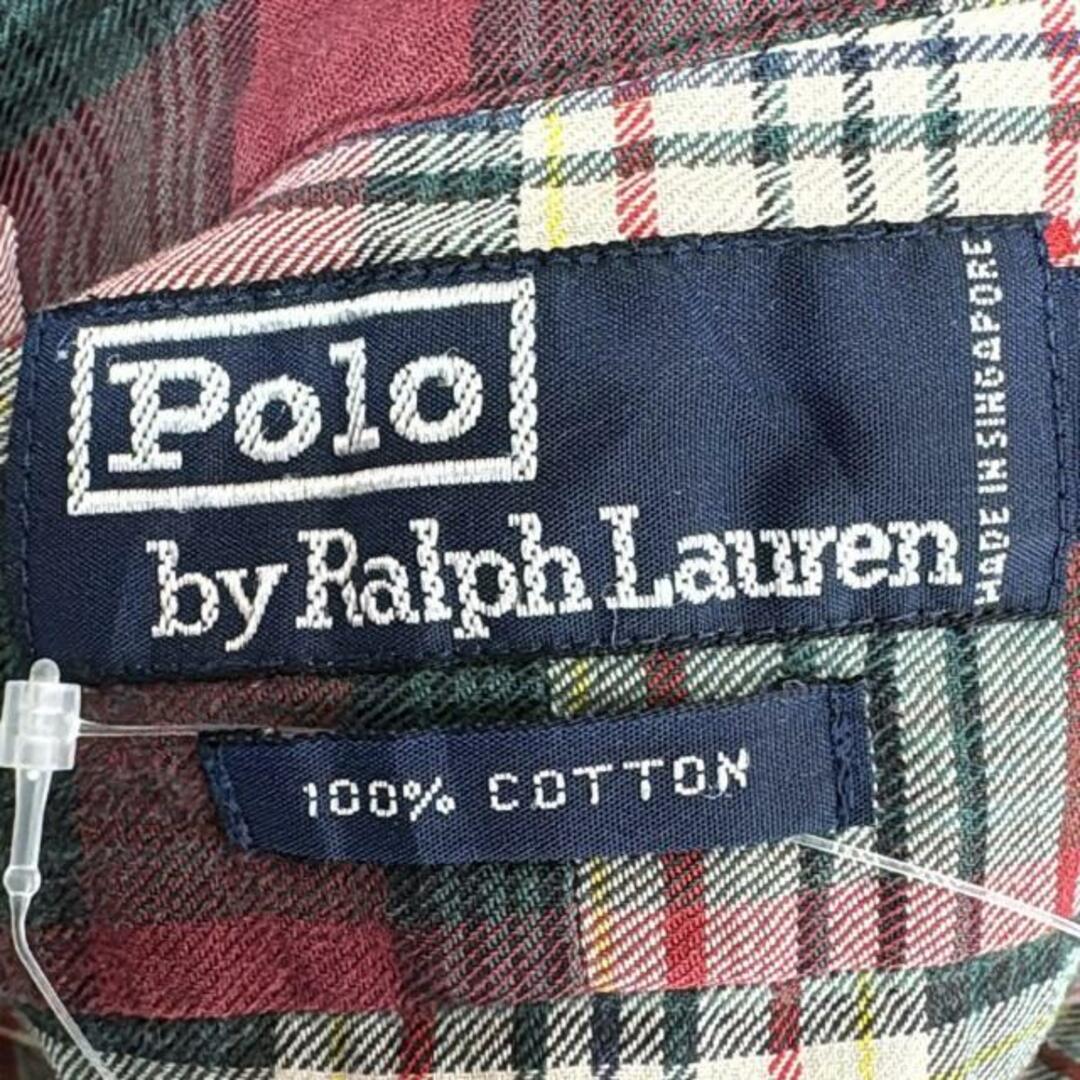 Polo
by Ralph Lauren
MADE IN SINGAPORE
100% COTTON